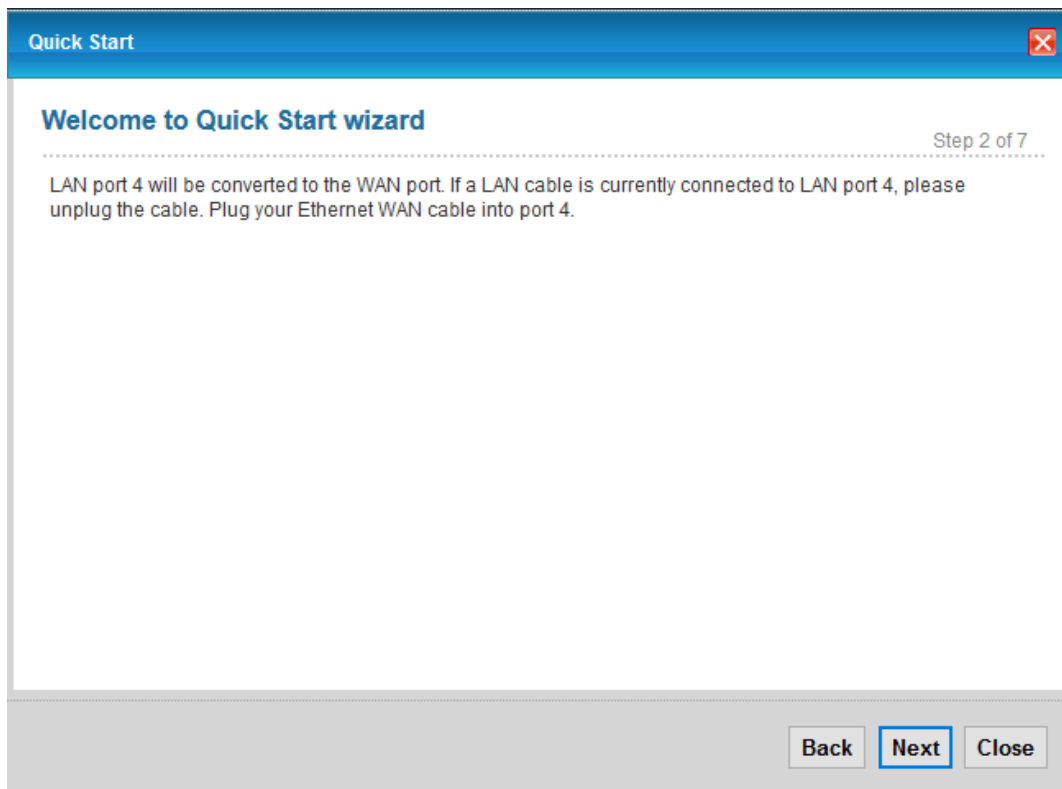 Quick Start
Welcome to Quick Start wizard
Step 2 of 7
LAN port 4 will be converted to the WAN port. If a LAN cable is currently connected to LAN port 4, please
unplug the cable. Plug your Ethernet WAN cable into port 4.
Back Next Close